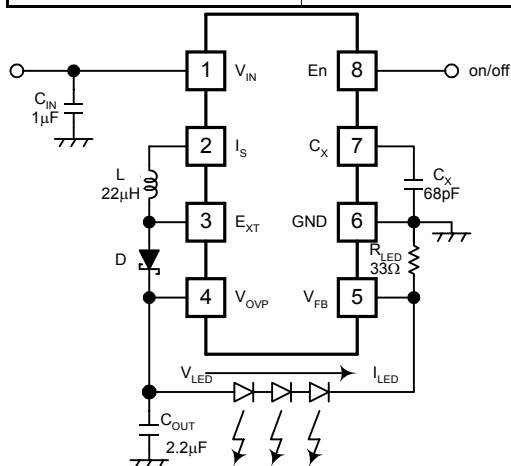 1 V_IN En 8 on/off
C_IN
1μF
2 I_S C_X 7
L
22μH
C_X
68pF
3 E_XT GND 6
D
R_LED
33Ω
4 V_OVP V_FB 5
V_LED I_LED
C_OUT
2.2μF